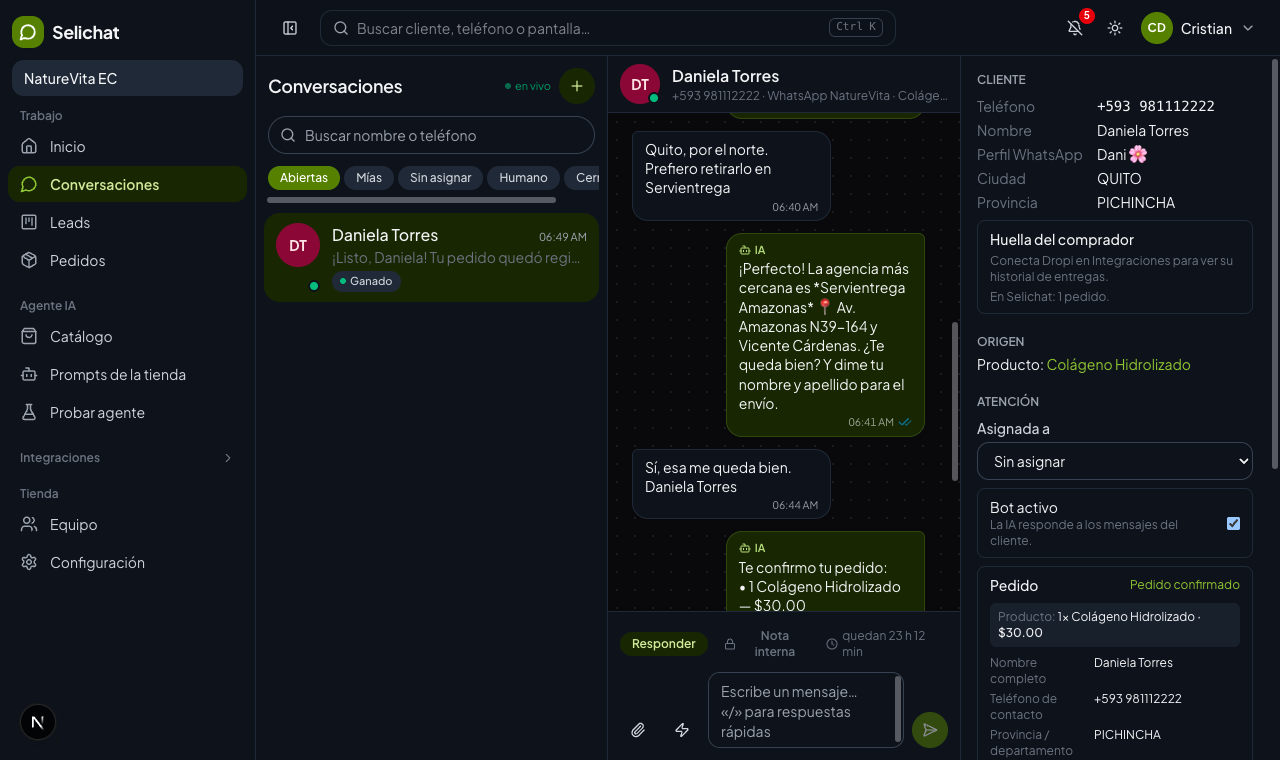 Selichat
NatureVita EC
Trabajo
Inicio
Conversaciones
Leads
Pedidos
Agente IA
Catálogo
Prompts de la tienda
Probar agente
Integraciones
Tienda
Equipo
Configuración
N
Buscar cliente, teléfono o pantalla...
Ctrl K
5
CD
Cristian
Conversaciones
en vivo
Buscar nombre o teléfono
Abiertas
Mías
Sin asignar
Humano
Cerr
DT
Daniela Torres
06:49 AM
¡Listo, Daniela! Tu pedido quedó regi...
Ganado
DT
Daniela Torres
+593 981111222 · WhatsApp NatureVita · Coláge...
Quito, por el norte.
Prefiero retirarlo en
Servientrega
06:40 AM
IA
¡Perfecto! La agencia más
cercana es *Servientrega
Amazonas* 📍 Av.
Amazonas N39-164 y
Vicente Cárdenas. ¿Te
queda bien? Y dime tu
nombre y apellido para el
envío.
06:41 AM
Sí, esa me queda bien.
Daniela Torres
06:44 AM
IA
Te confirmo tu pedido:
• 1 Colágeno Hidrolizado
— $30.00
Responder
Nota
interna
quedan 23 h 12
min
Escribe un mensaje...
«/» para respuestas
rápidas
CLIENTE
Teléfono +593 981112222
Nombre Daniela Torres
Perfil WhatsApp Dani🌸
Ciudad QUITO
Provincia PICHINCHA
Huella del comprador
Conecta Dropi en Integraciones para ver su
historial de entregas.
En Selichat: 1 pedido.
ORIGEN
Producto: Colágeno Hidrolizado
ATENCIÓN
Asignada a
Sin asignar
Bot activo
La IA responde a los mensajes del
cliente.
Pedido
Pedido confirmado
Producto: 1× Colágeno Hidrolizado ·
$30.00
Nombre
completo
Daniela Torres
Teléfono de
contacto
+593 981112222
Provincia /
departamento
PICHINCHA